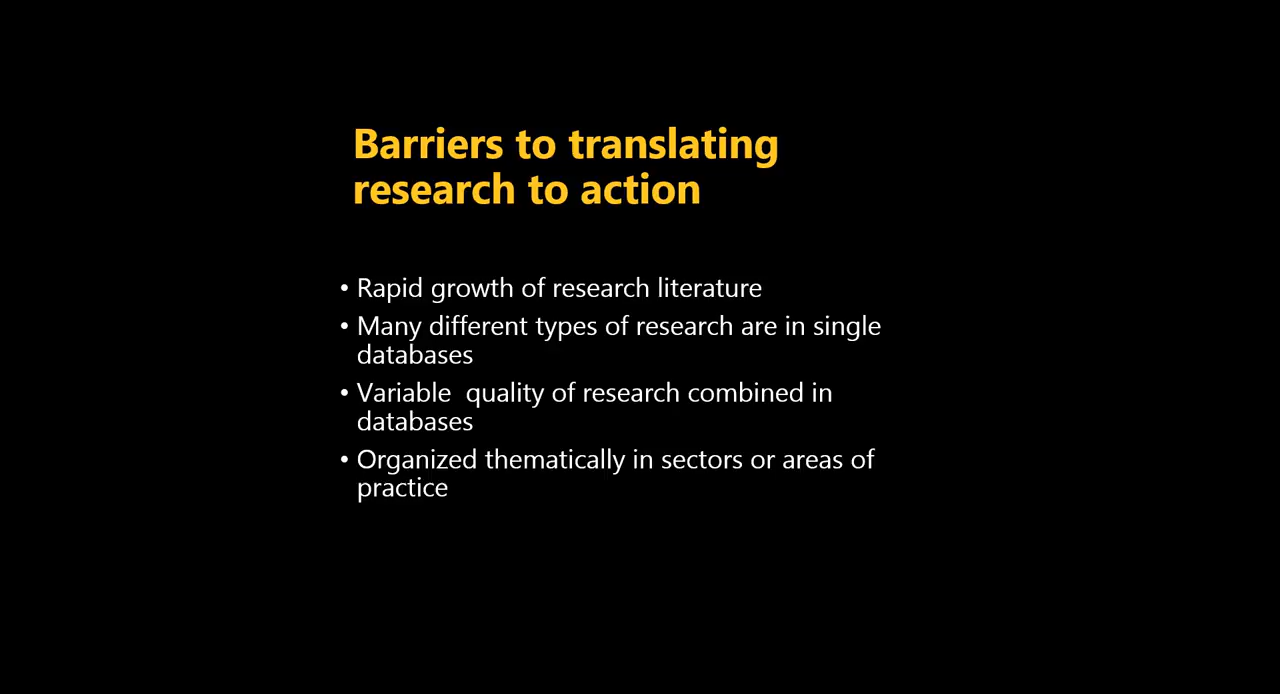 Barriers to translating
research to action
• Rapid growth of research literature
• Many different types of research are in single
databases
• Variable  quality of research combined in
databases
• Organized thematically in sectors or areas of
practice